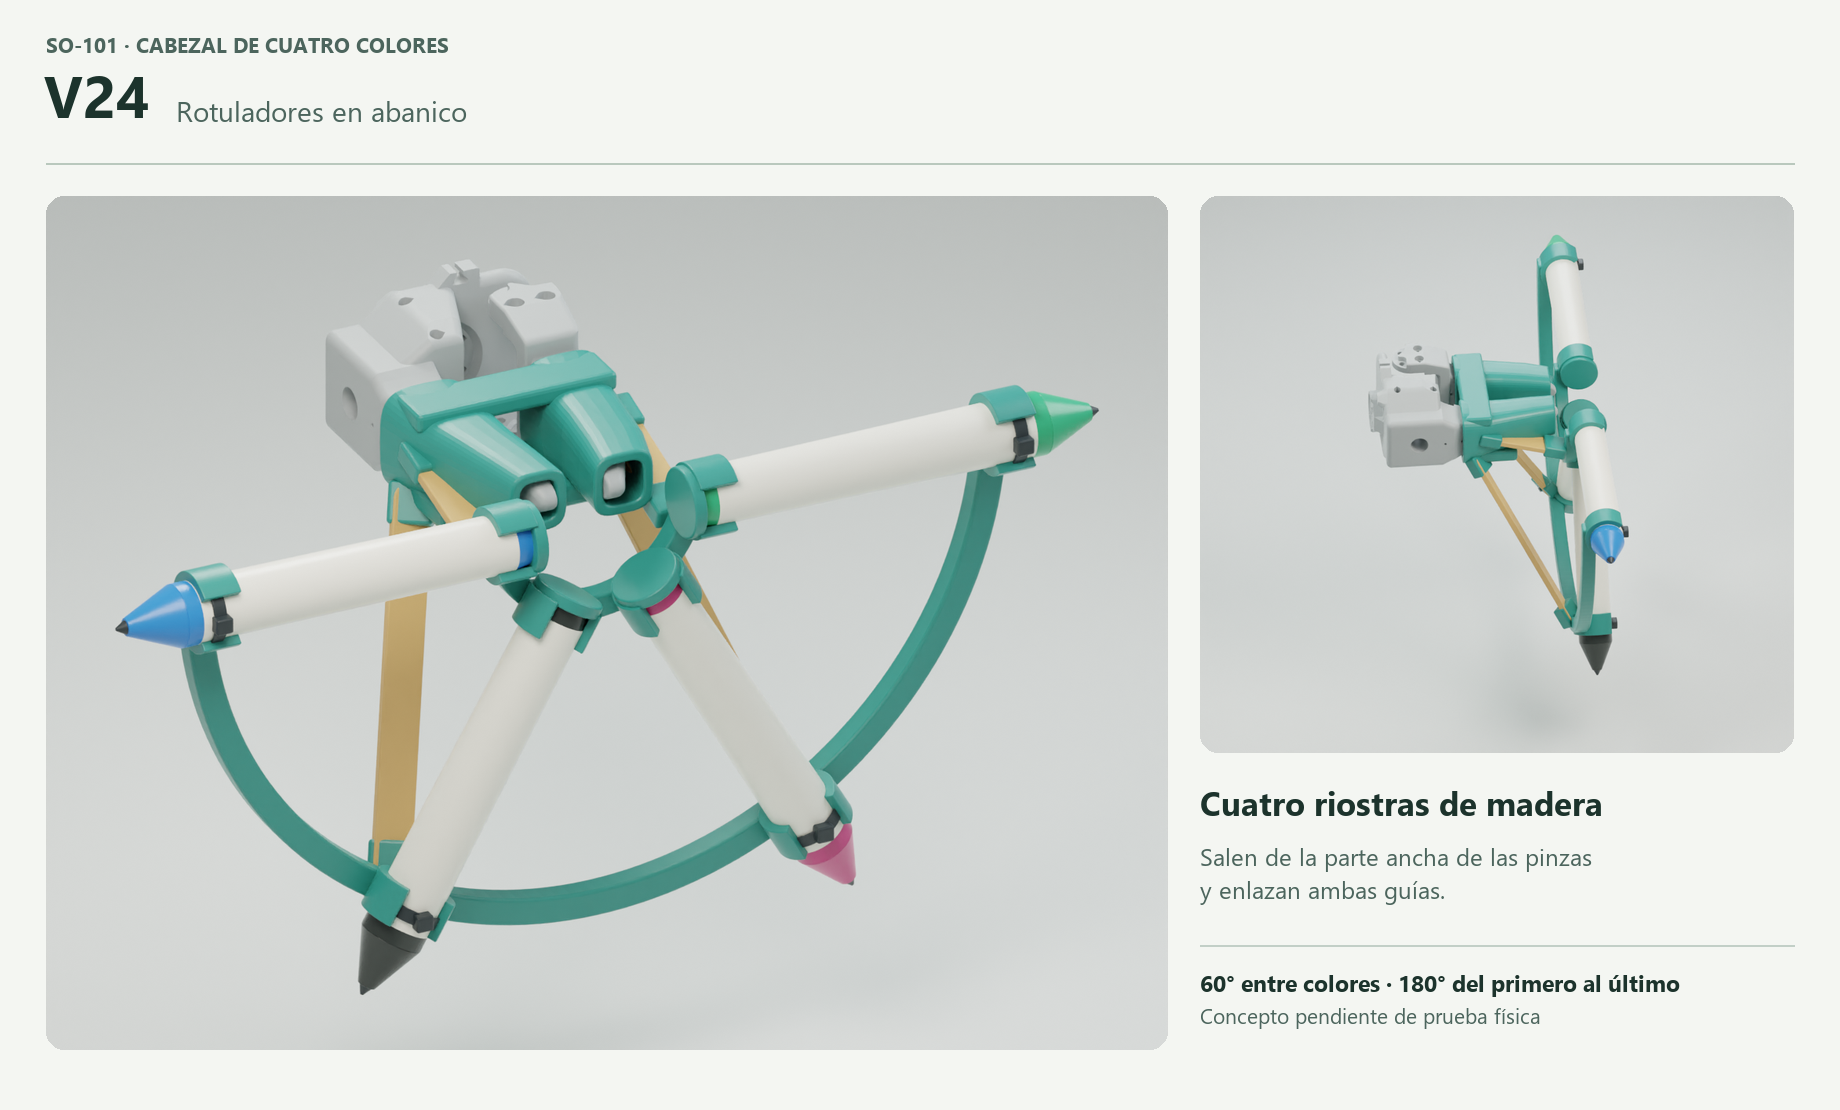 SO-101 · CABEZAL DE CUATRO COLORES
V24 Rotuladores en abanico
Cuatro riostras de madera
Salen de la parte ancha de las pinzas
y enlazan ambas guías.
60° entre colores · 180° del primero al último
Concepto pendiente de prueba física